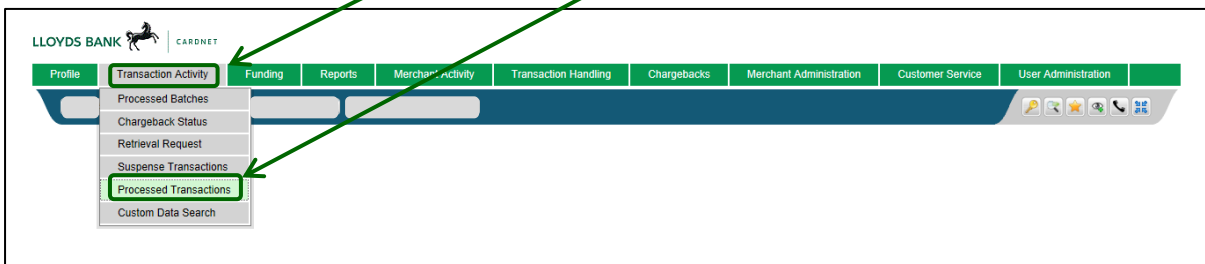 LLOYDS BANK CARDNET
Profile Transaction Activity Funding Reports Merchant Activity Transaction Handling Chargebacks Merchant Administration Customer Service User Administration
Processed Batches
Chargeback Status
Retrieval Request
Suspense Transactions
Processed Transactions
Custom Data Search